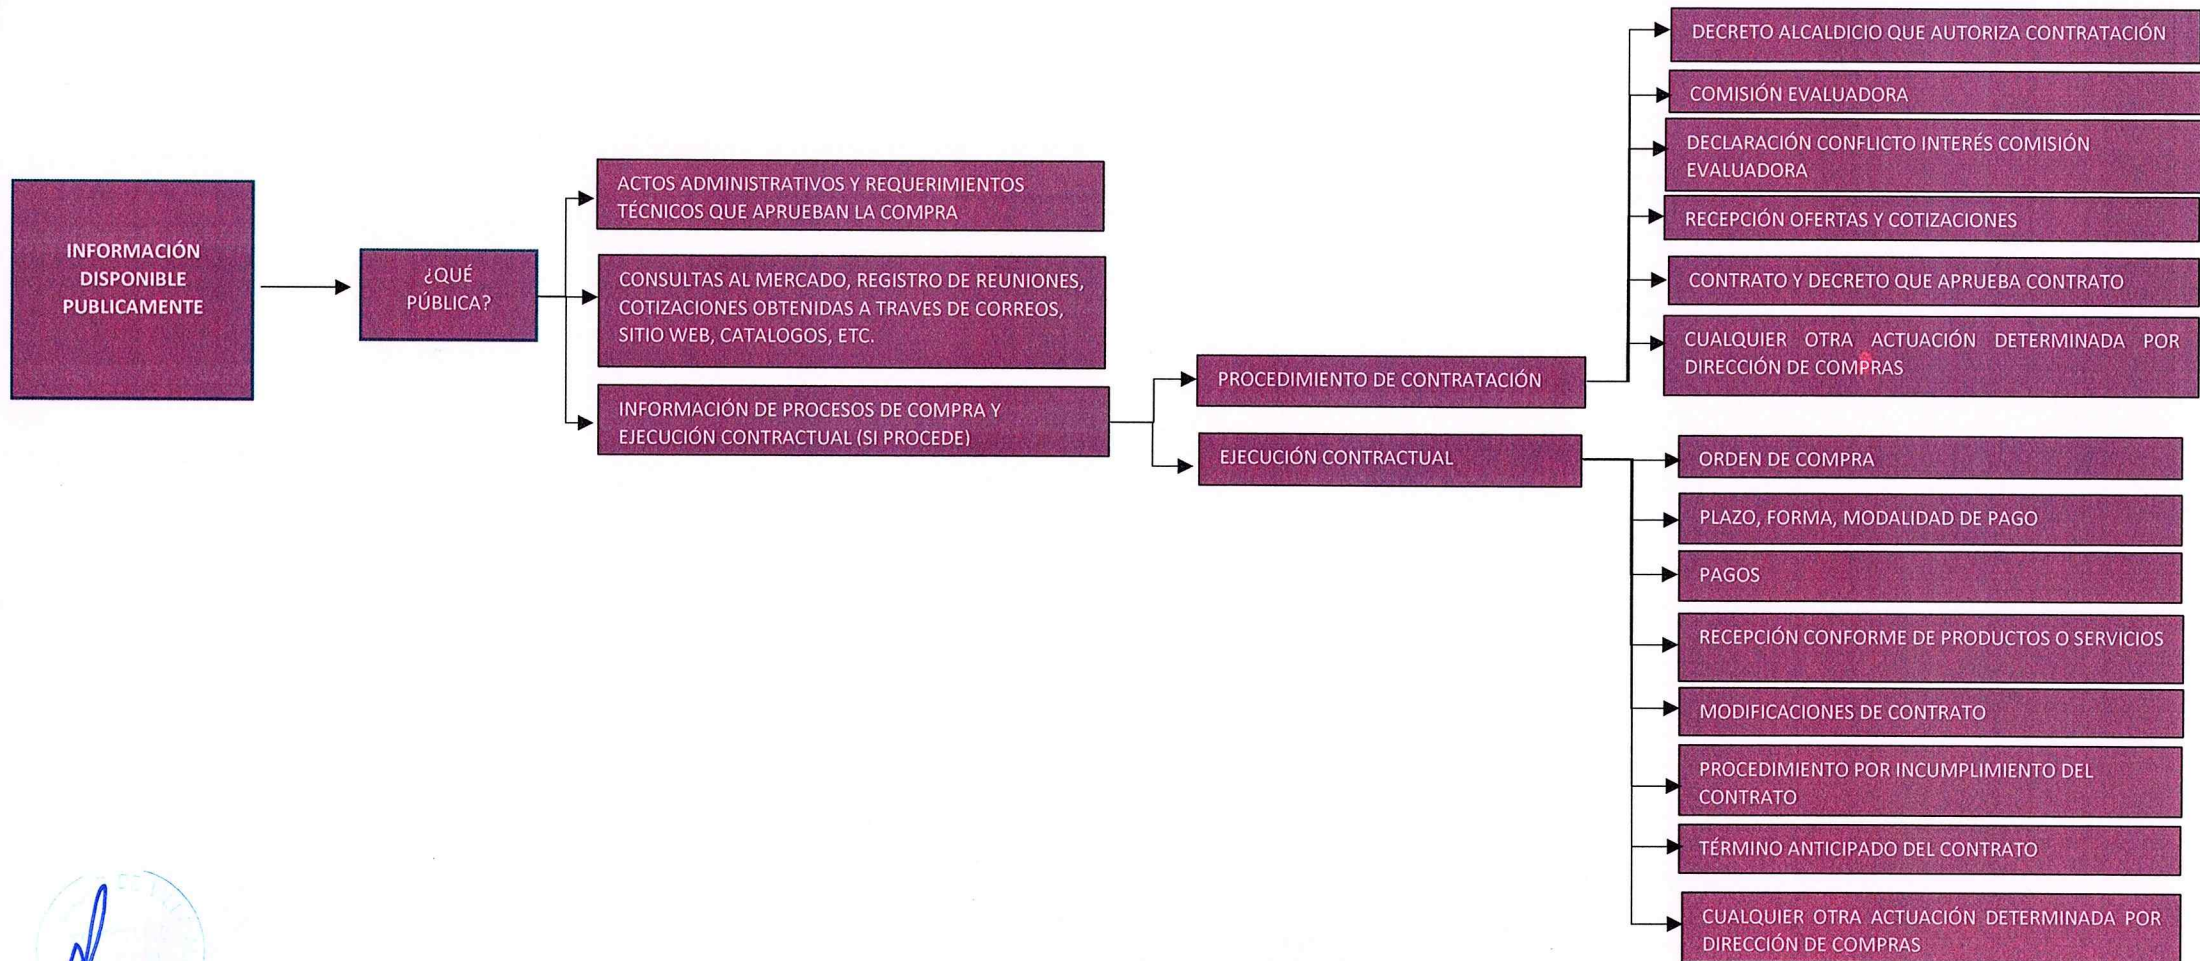 INFORMACIÓN
DISPONIBLE
PUBLICAMENTE
¿QUÉ
PÚBLICA?
ACTOS ADMINISTRATIVOS Y REQUERIMIENTOS
TÉCNICOS QUE APRUEBAN LA COMPRA
CONSULTAS AL MERCADO, REGISTRO DE REUNIONES,
COTIZACIONES OBTENIDAS A TRAVES DE CORREOS,
SITIO WEB, CATALOGOS, ETC.
INFORMACIÓN DE PROCESOS DE COMPRA Y
EJECUCIÓN CONTRACTUAL (SI PROCEDE)
PROCEDIMIENTO DE CONTRATACIÓN
EJECUCIÓN CONTRACTUAL
DECRETO ALCALDICIO QUE AUTORIZA CONTRATACIÓN
COMISIÓN EVALUADORA
DECLARACIÓN CONFLICTO INTERÉS COMISIÓN
EVALUADORA
RECEPCIÓN OFERTAS Y COTIZACIONES
CONTRATO Y DECRETO QUE APRUEBA CONTRATO
CUALQUIER OTRA ACTUACIÓN DETERMINADA POR
DIRECCIÓN DE COMPRAS
ORDEN DE COMPRA
PLAZO, FORMA, MODALIDAD DE PAGO
PAGOS
RECEPCIÓN CONFORME DE PRODUCTOS O SERVICIOS
MODIFICACIONES DE CONTRATO
PROCEDIMIENTO POR INCUMPLIMIENTO DEL
CONTRATO
TÉRMINO ANTICIPADO DEL CONTRATO
CUALQUIER OTRA ACTUACIÓN DETERMINADA POR
DIRECCIÓN DE COMPRAS